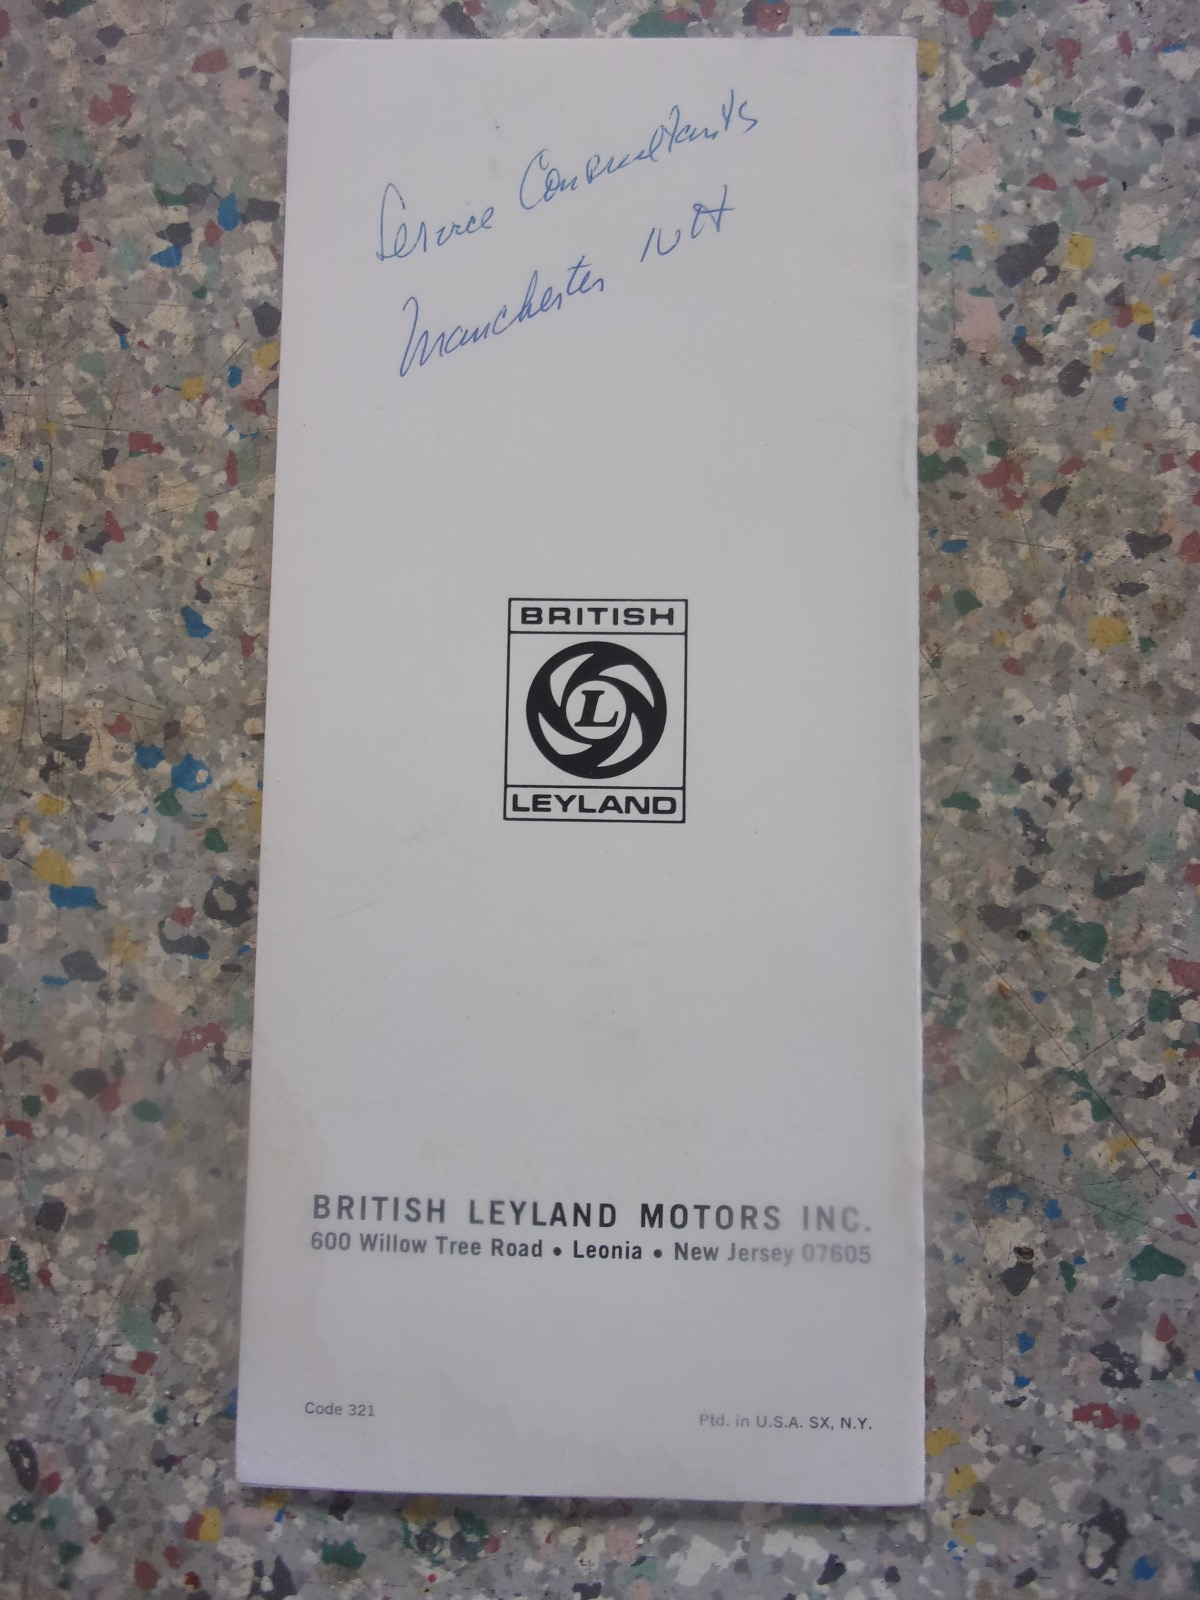 Service Consultants
Manchester NH
BRITISH
L
LEYLAND
BRITISH LEYLAND MOTORS INC.
600 Willow Tree Road • Leonia • New Jersey 07605
Code 321
Ptd. in U.S.A. SX, N.Y.